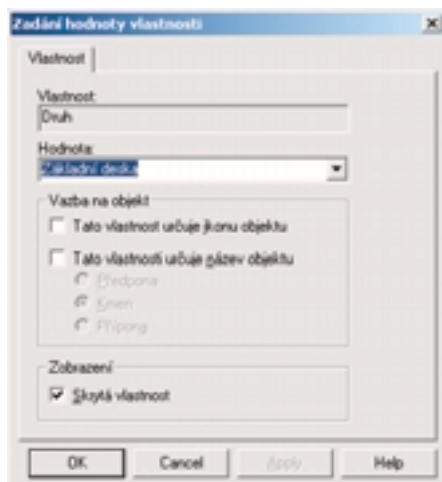 Zadání hodnoty vlastnosti
Vlastnost
Vlastnost:
Druh
Hodnota:
Základní deska
Vazba na objekt
Tato vlastnost určuje ikonu objektu
Tato vlastnosti určuje název objektu
Předpona
Kmen
Přípona
Zobrazení
Skrytá vlastnost
OK
Cancel
Apply
Help